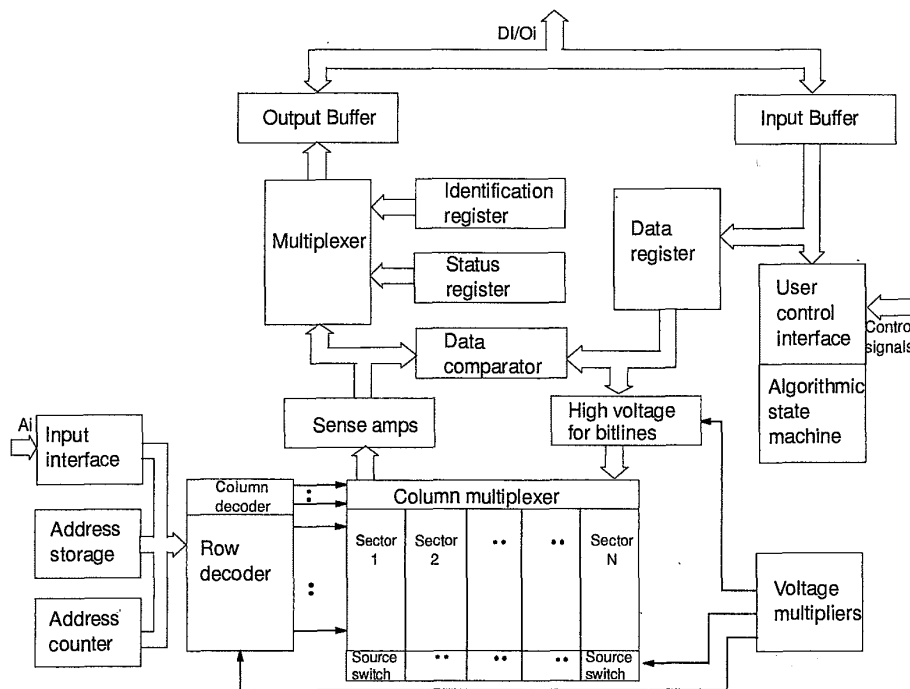 DI/Oi
Output Buffer
Input Buffer
Identification
register
Multiplexer
Status
register
Data
register
User
control
interface
Control
signals
Data
comparator
Algorithmic
state
machine
Sense amps
High voltage
for bitlines
Ai
Input
interface
Column
decoder
Column multiplexer
Address
storage
Row
decoder
Sector
1
Sector
2
Sector
N
Voltage
multipliers
Address
counter
Source
switch
Source
switch